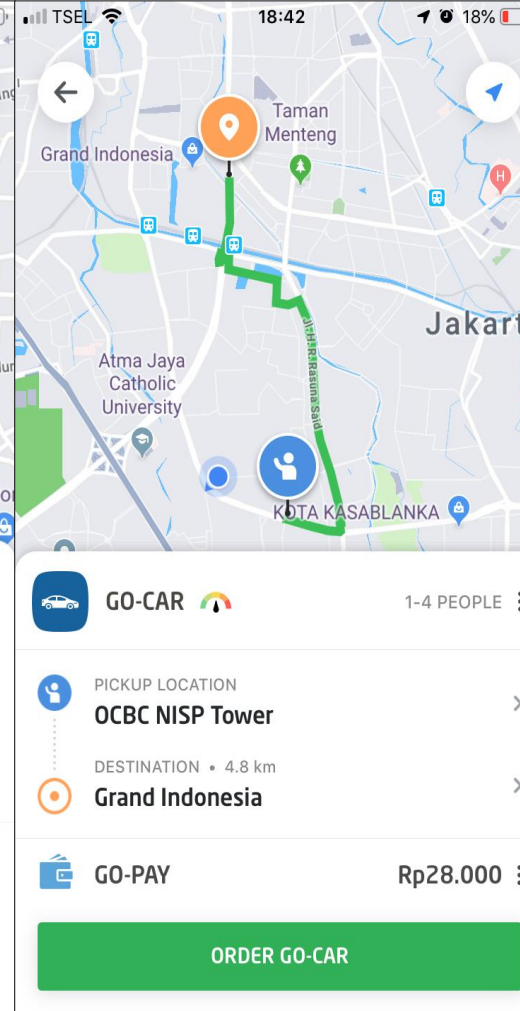 TSEL
18:42
18%
Taman
Menteng
Grand Indonesia
H
Jakart
Jl. H. R. Rasuna Said
Atma Jaya
Catholic
University
KOTA KASABLANKA
GO-CAR
1-4 PEOPLE
PICKUP LOCATION
OCBC NISP Tower
DESTINATION • 4.8 km
Grand Indonesia
GO-PAY
Rp28.000
ORDER GO-CAR